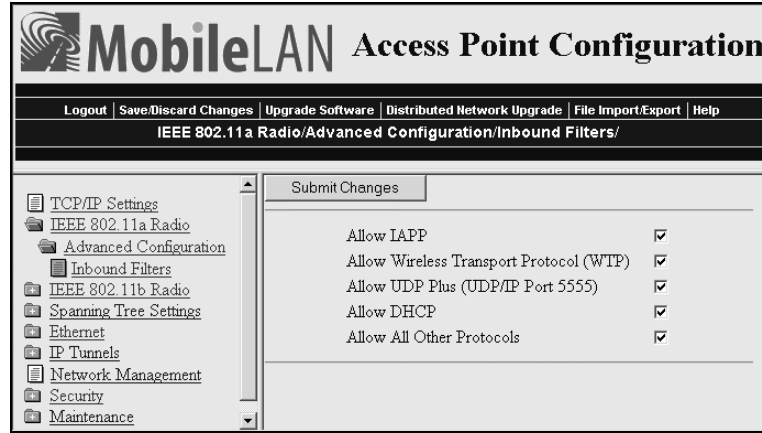 MobileLAN Access Point Configuration
Logout | Save/Discard Changes | Upgrade Software | Distributed Network Upgrade | File Import/Export | Help
IEEE 802.11a Radio/Advanced Configuration/Inbound Filters/
TCP/IP Settings
IEEE 802.11a Radio
Advanced Configuration
Inbound Filters
IEEE 802.11b Radio
Spanning Tree Settings
Ethernet
IP Tunnels
Network Management
Security
Maintenance
Submit Changes
Allow IAPP
Allow Wireless Transport Protocol (WTP)
Allow UDP Plus (UDP/IP Port 5555)
Allow DHCP
Allow All Other Protocols